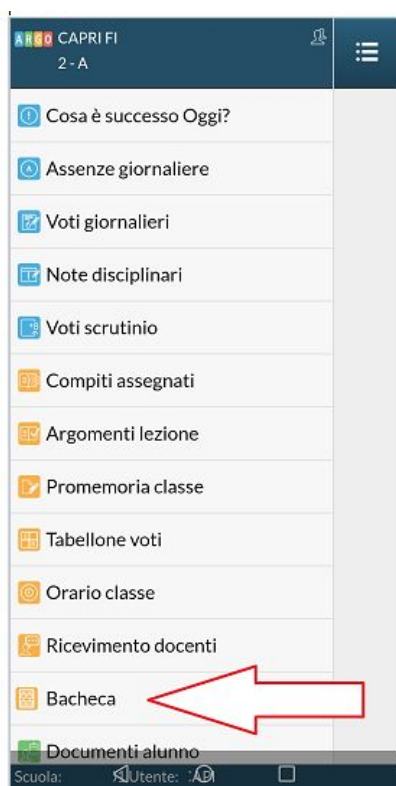 ARGO CAPRI FI
2 - A
Cosa è successo Oggi?
Assenze giornaliere
Voti giornalieri
Note disciplinari
Voti scrutinio
Compiti assegnati
Argomenti lezione
Promemoria classe
Tabellone voti
Orario classe
Ricevimento docenti
Bacheca
Documenti alunno
Scuola: Utente: